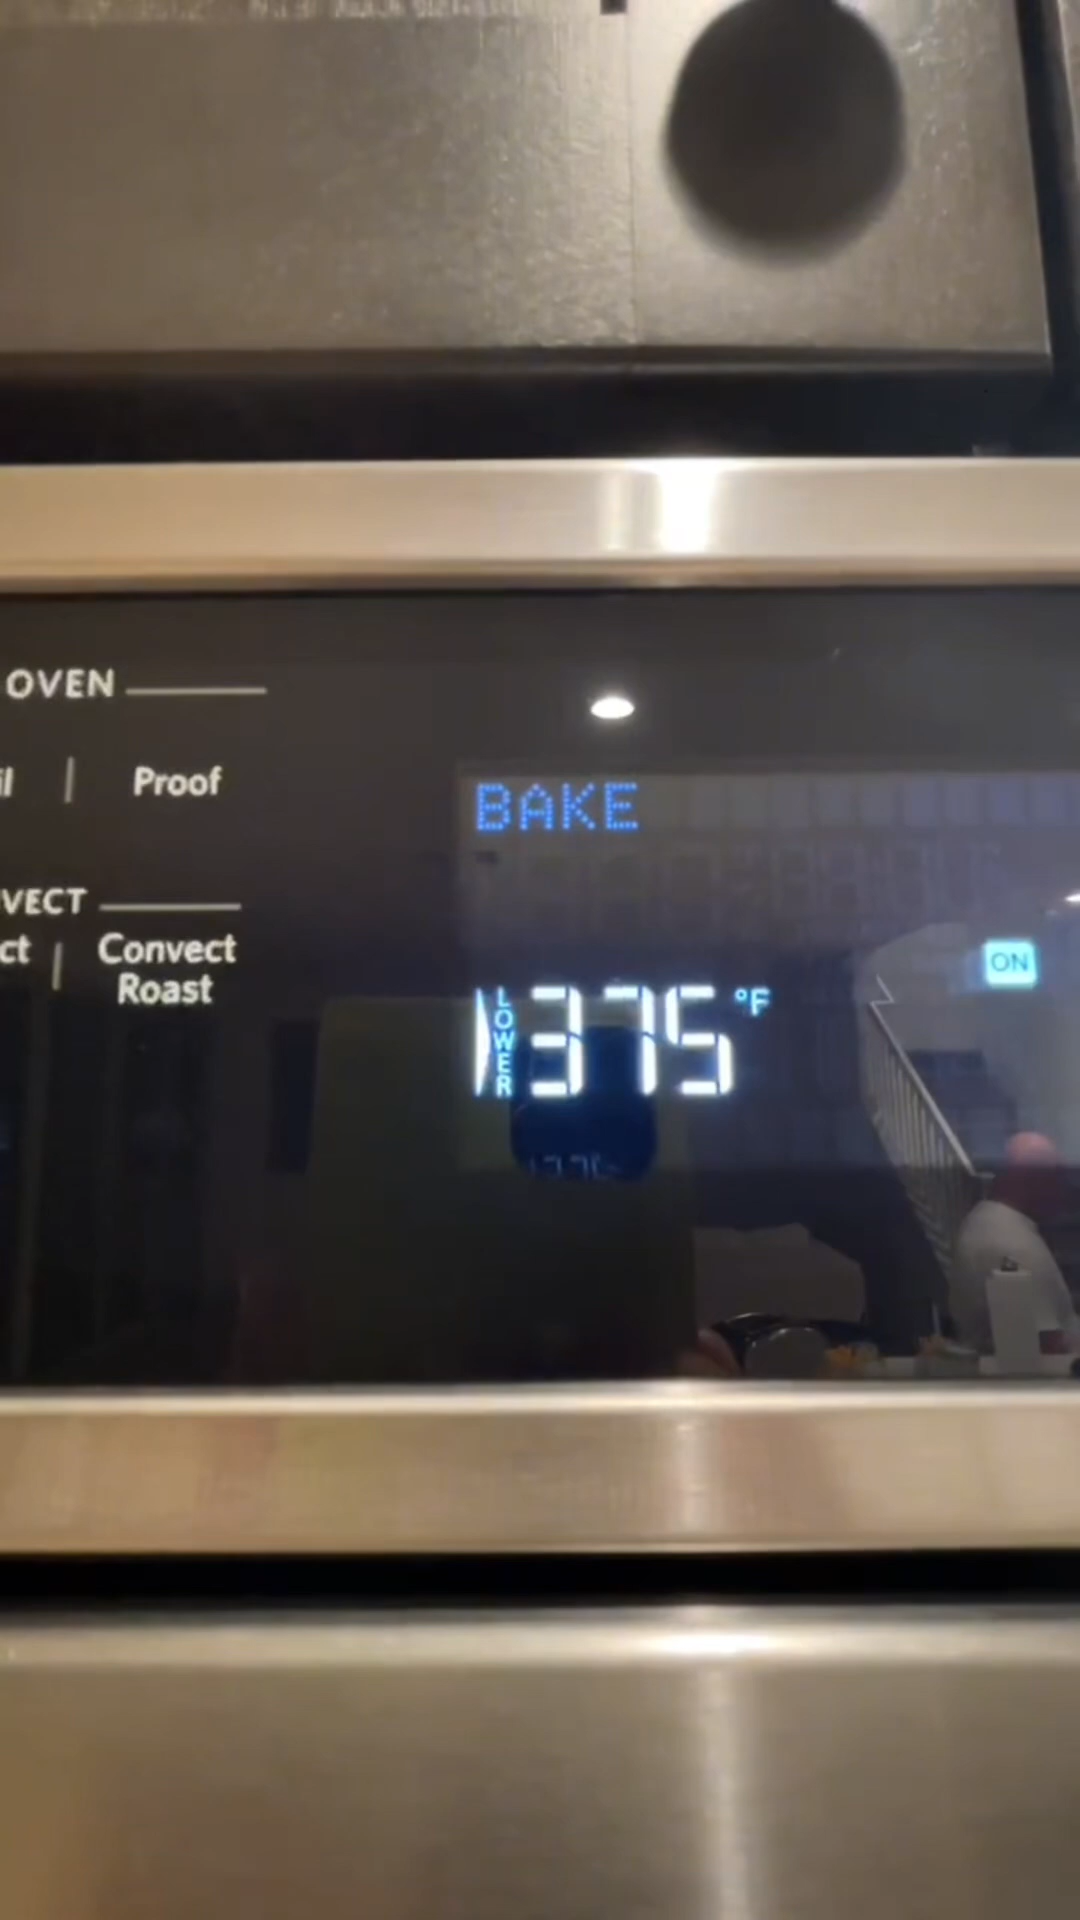 OVEN
Proof
BAKE
VECT
ct | Convect
Roast
ON
LOWER 375 °F